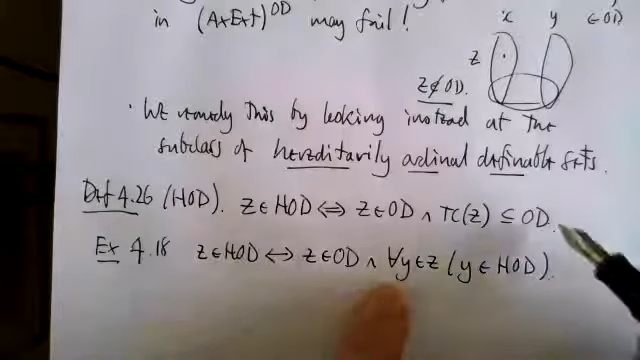 in (AxExt)^OD may fail!
x y ∈ OD
z
z ∉ OD.
· We remedy this by looking instead at the
subclass of hereditarily ordinal definable sets.
Def 4.26 (HOD). z ∈ HOD ⟺ z ∈ OD ∧ TC(z) ⊆ OD.
Ex 4.18 z ∈ HOD ⟺ z ∈ OD ∧ ∀y ∈ z (y ∈ HOD).